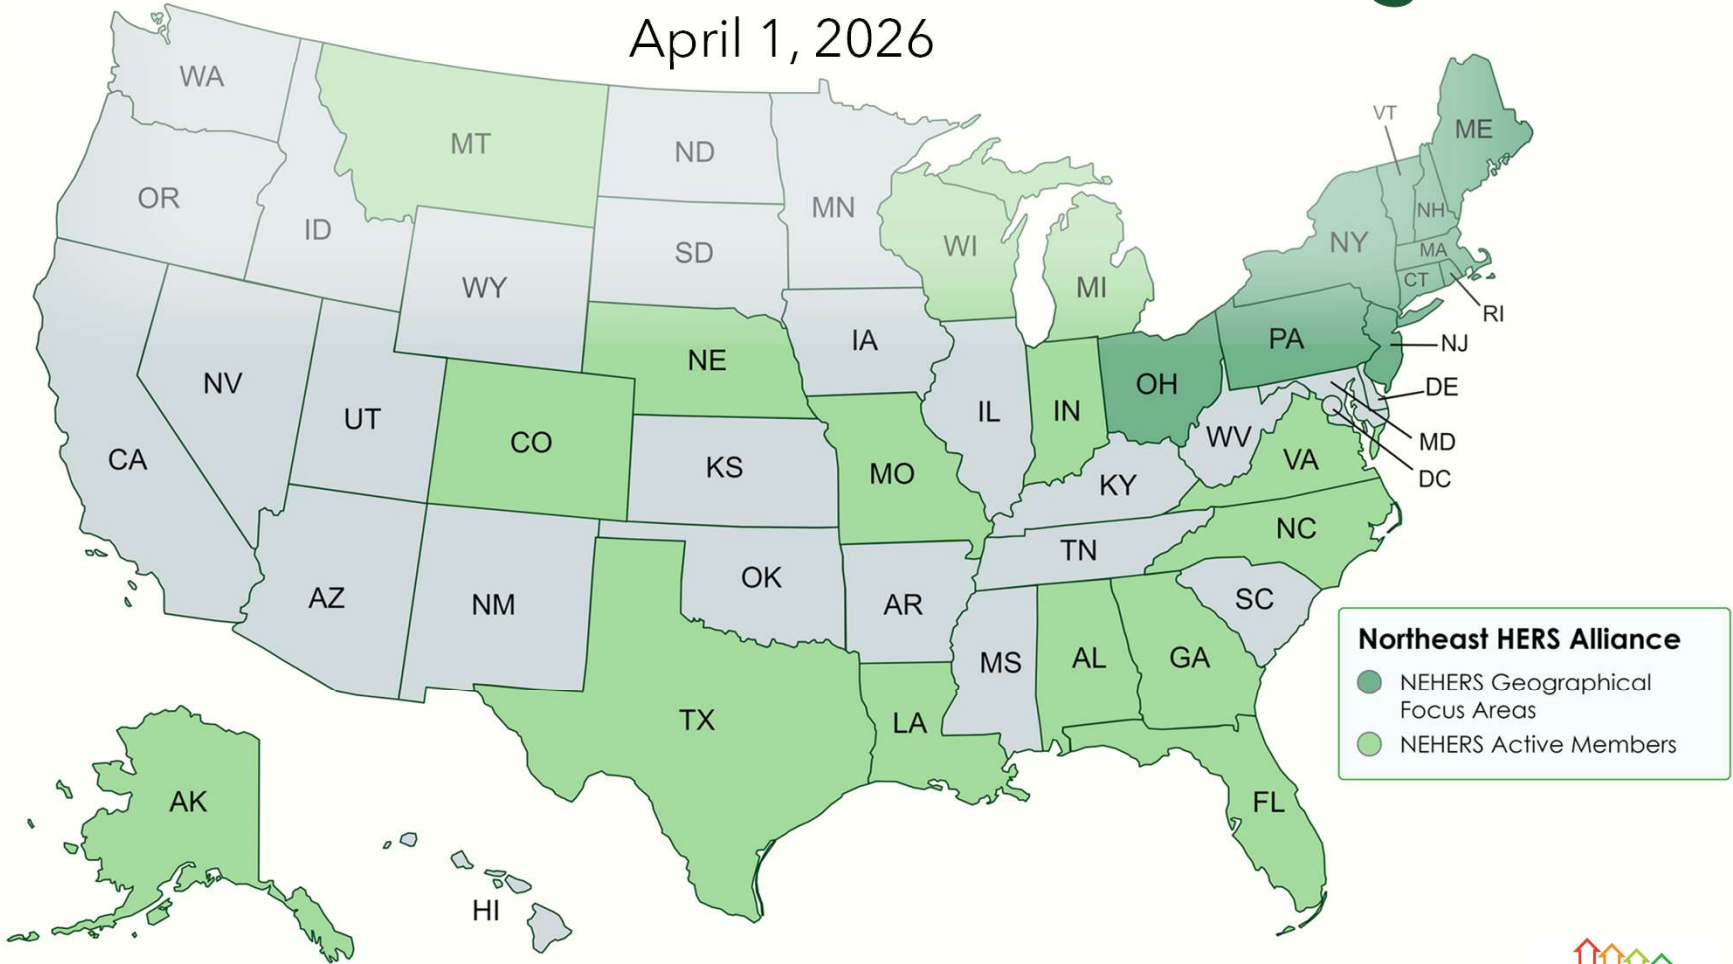 April 1, 2026
WA
MT
ND
MN
VT
ME
OR
ID
SD
WI
NH
NY
MA
WY
MI
CT
RI
NE
IA
PA
NJ
NV
UT
CO
IL
IN
OH
DE
CA
KS
MO
WV
VA
MD
KY
DC
NC
TN
AZ
NM
OK
AR
SC
MS
AL
GA
TX
LA
FL
AK
HI
Northeast HERS Alliance
NEHERS Geographical
Focus Areas
NEHERS Active Members